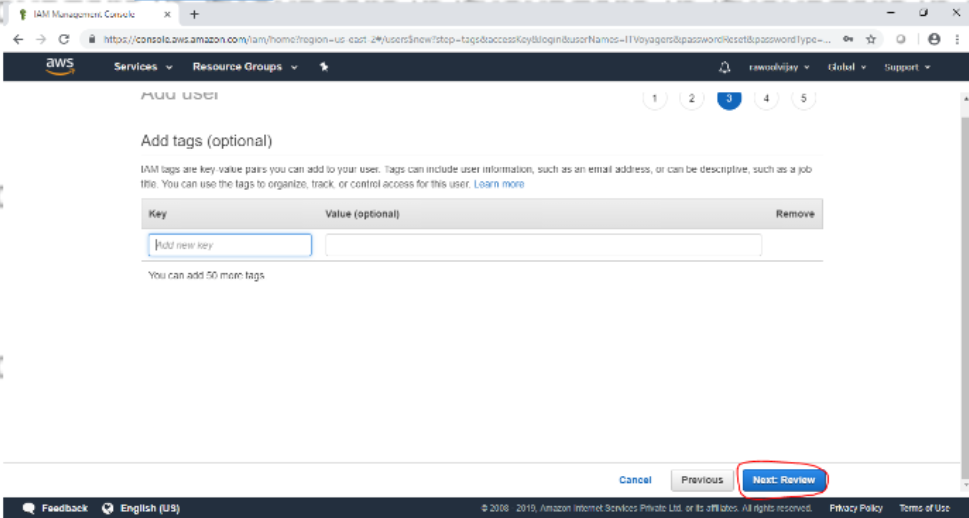 IAM Management Console
https://console.aws.amazon.com/iam/home?region=us-east-2#/users$new?step=tags&accessKey&login&userNames=ITVoyagers&passwordReset&passwordType=...
aws Services Resource Groups rawoolvijay Global Support
Add user 1 2 3 4 5
Add tags (optional)
IAM tags are key-value pairs you can add to your user. Tags can include user information, such as an email address, or can be descriptive, such as a job
title. You can use the tags to organize, track, or control access for this user. Learn more
Key Value (optional) Remove
Add new key
You can add 50 more tags
Cancel Previous Next: Review
Feedback English (US) © 2008 - 2019, Amazon Internet Services Private Ltd. or its affiliates. All rights reserved. Privacy Policy Terms of Use